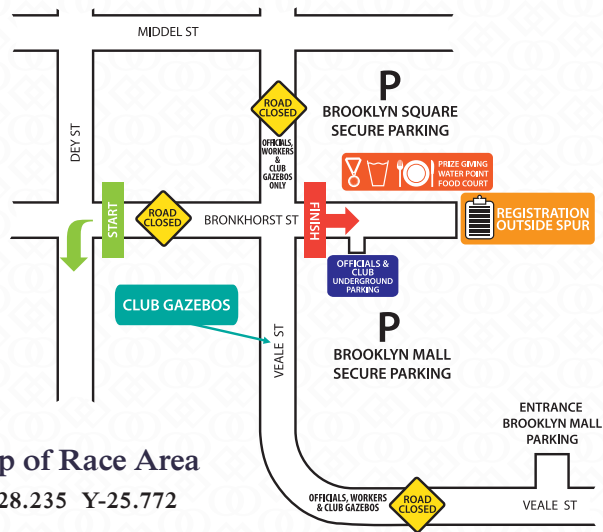 MIDDEL ST
DEY ST
ROAD
CLOSED
OFFICIALS,
WORKERS
&
CLUB
GAZEBOS
ONLY
P
BROOKLYN SQUARE
SECURE PARKING
PRIZE GIVING
WATER POINT
FOOD COURT
START
ROAD
CLOSED
BRONKHORST ST
FINISH
REGISTRATION
OUTSIDE SPUR
OFFICIALS &
CLUB
UNDERGROUND
PARKING
CLUB GAZEBOS
VEALE ST
P
BROOKLYN MALL
SECURE PARKING
ENTRANCE
BROOKLYN MALL
PARKING
p of Race Area
28.235 Y-25.772
OFFICIALS, WORKERS
& CLUB GAZEBOS
ROAD
CLOSED
VEALE ST